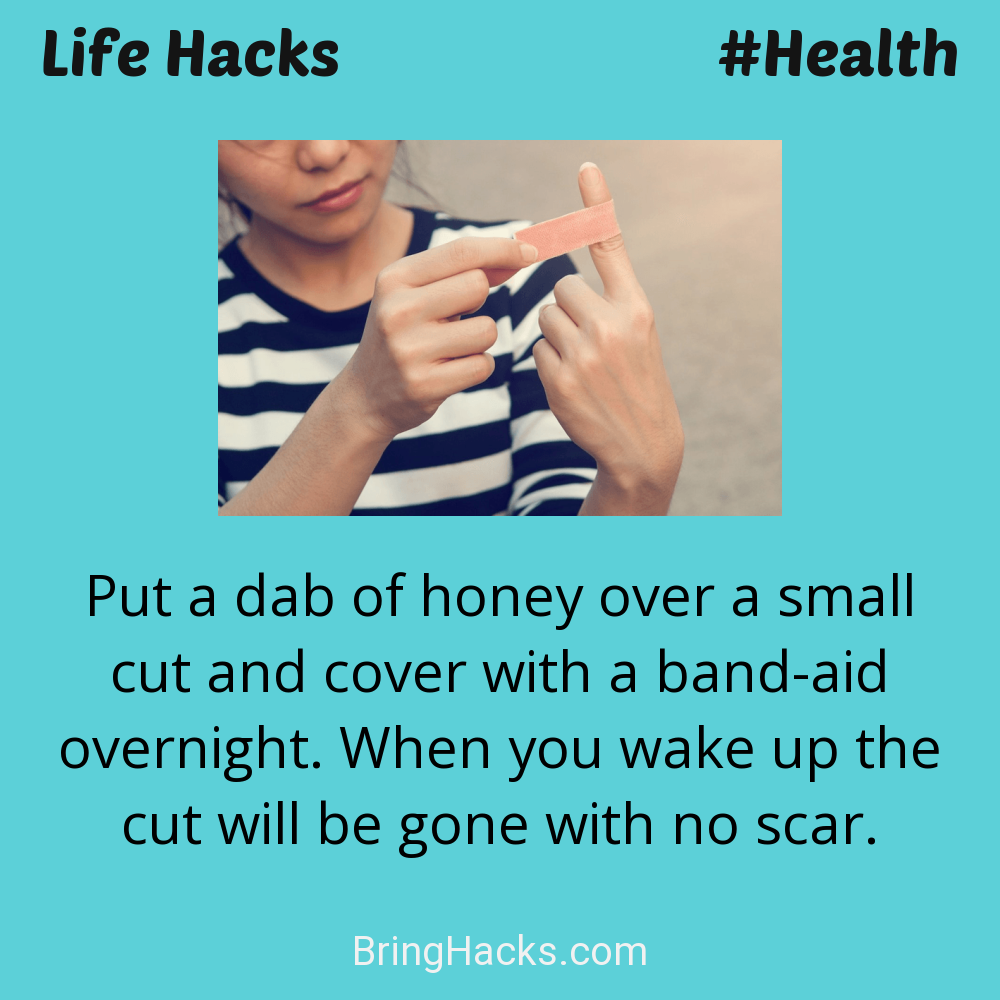 Life Hacks
#Health
Put a dab of honey over a small
cut and cover with a band-aid
overnight. When you wake up the
cut will be gone with no scar.
BringHacks.com